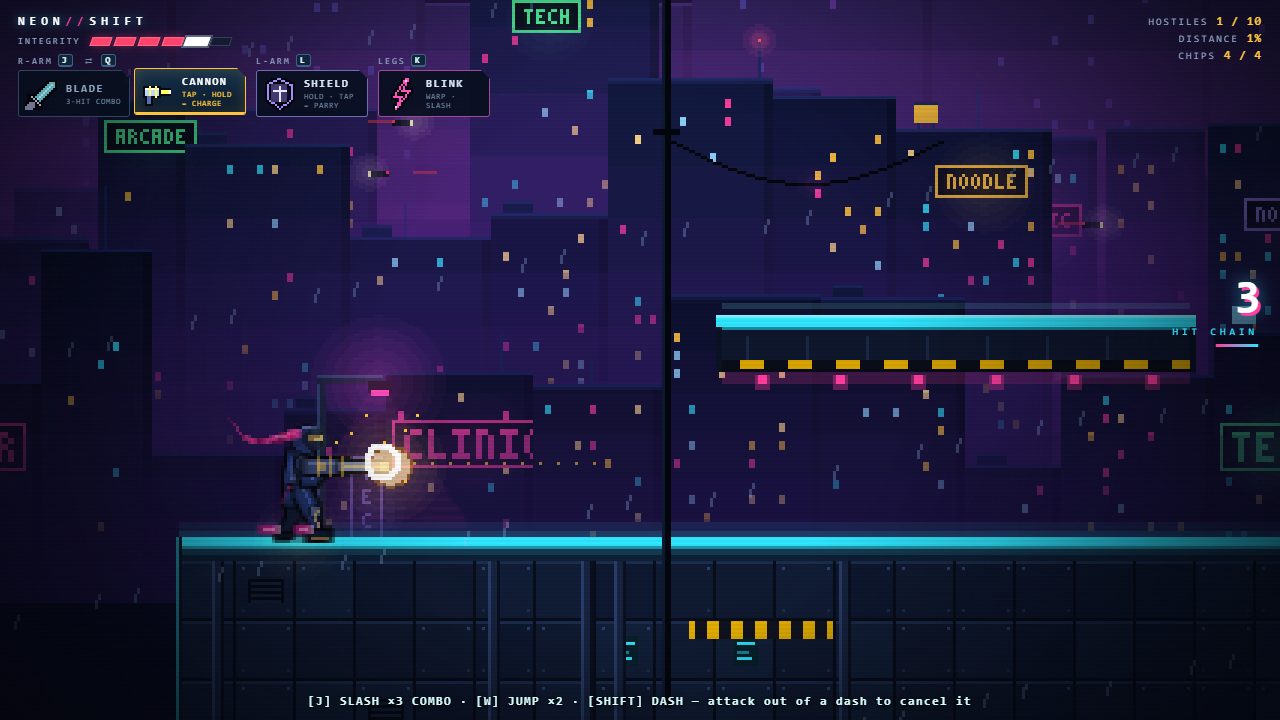 NEON//SHIFT
INTEGRITY
R-ARM J ⇄ Q
BLADE
3-HIT COMBO
CANNON
TAP · HOLD
= CHARGE
L-ARM L
SHIELD
HOLD · TAP
= PARRY
LEGS K
BLINK
WARP ·
SLASH
HOSTILES 1 / 10
DISTANCE 1%
CHIPS 4 / 4
TECH
ARCADE
NOODLE
NO
3
HIT CHAIN
CLINIC
R
TE
E
C
[J] SLASH ×3 COMBO · [W] JUMP ×2 · [SHIFT] DASH — attack out of a dash to cancel it